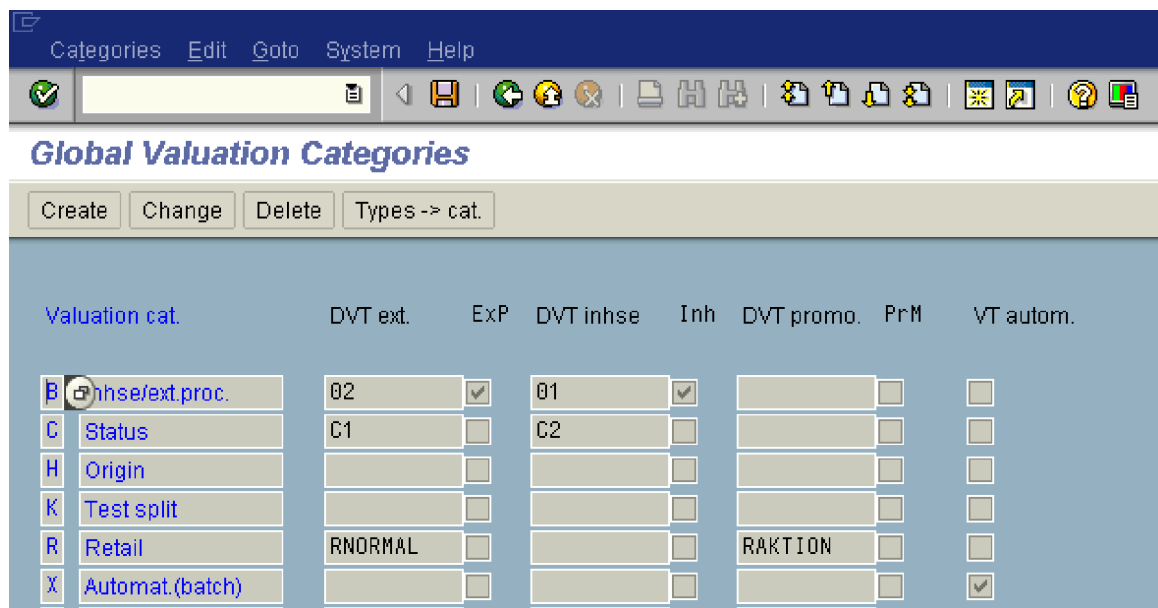 Categories Edit Goto System Help
Global Valuation Categories
Create Change Delete Types -> cat.
Valuation cat. DVT ext. ExP DVT inhse Inh DVT promo. PrM VT autom.
B nhse/ext.proc. 02 01
C Status C1 C2
H Origin
K Test split
R Retail RNORMAL RAKTION
X Automat.(batch)